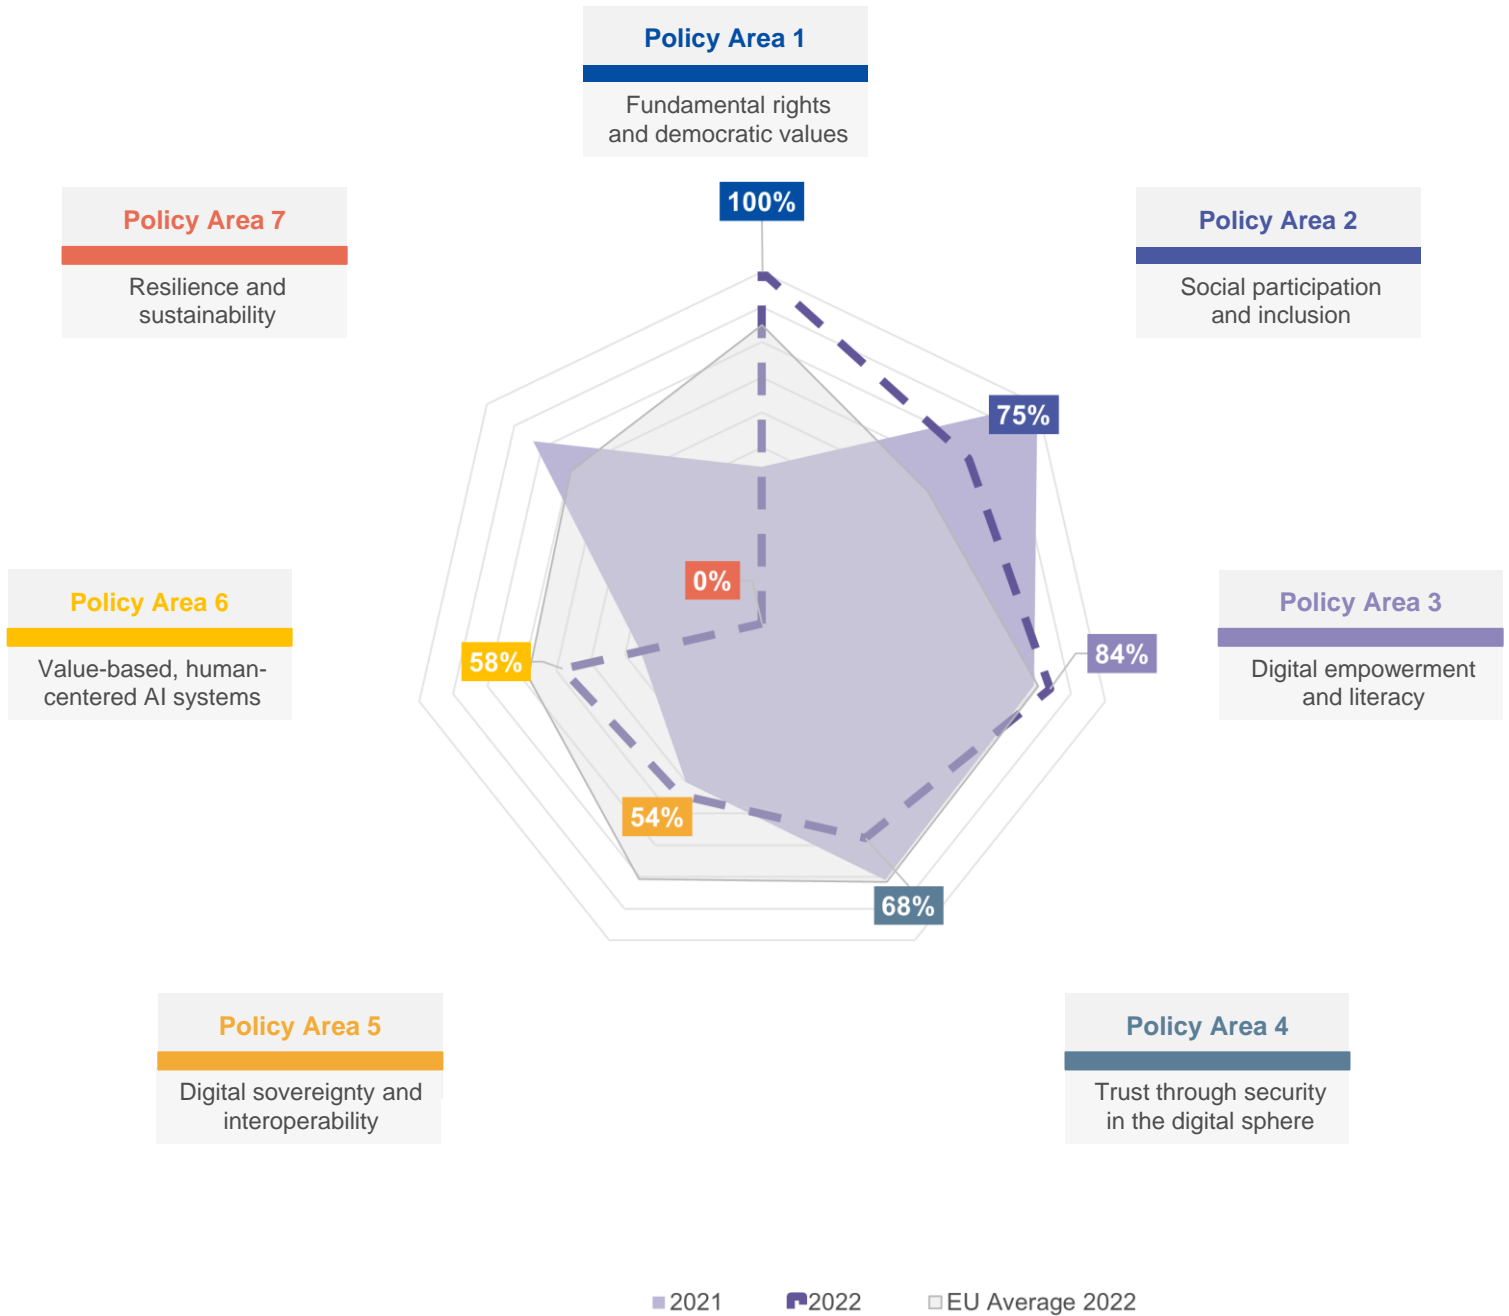 Policy Area 1
Fundamental rights
and democratic values
100%
Policy Area 7
Resilience and
sustainability
Policy Area 2
Social participation
and inclusion
75%
0%
Policy Area 6
Value-based, human-
centered AI systems
58%
84%
Policy Area 3
Digital empowerment
and literacy
54%
68%
Policy Area 5
Digital sovereignty and
interoperability
Policy Area 4
Trust through security
in the digital sphere
2021
2022
EU Average 2022